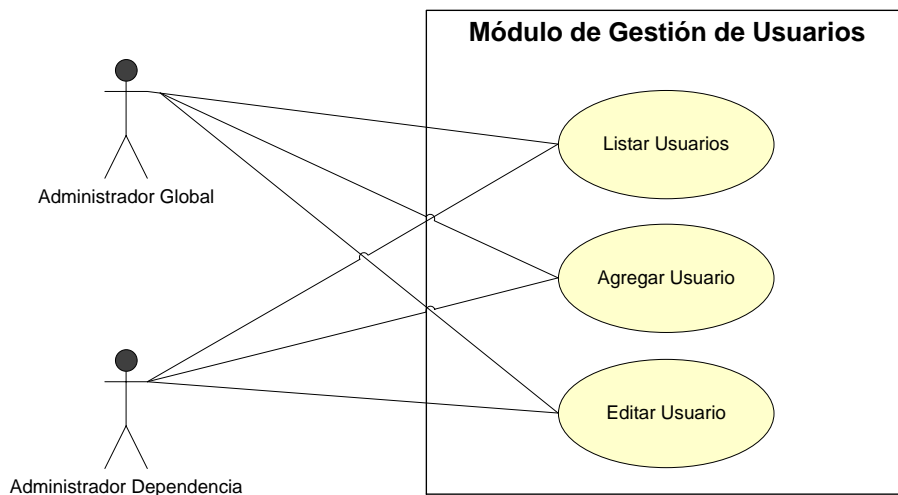 Módulo de Gestión de Usuarios
Listar Usuarios
Administrador Global
Agregar Usuario
Editar Usuario
Administrador Dependencia